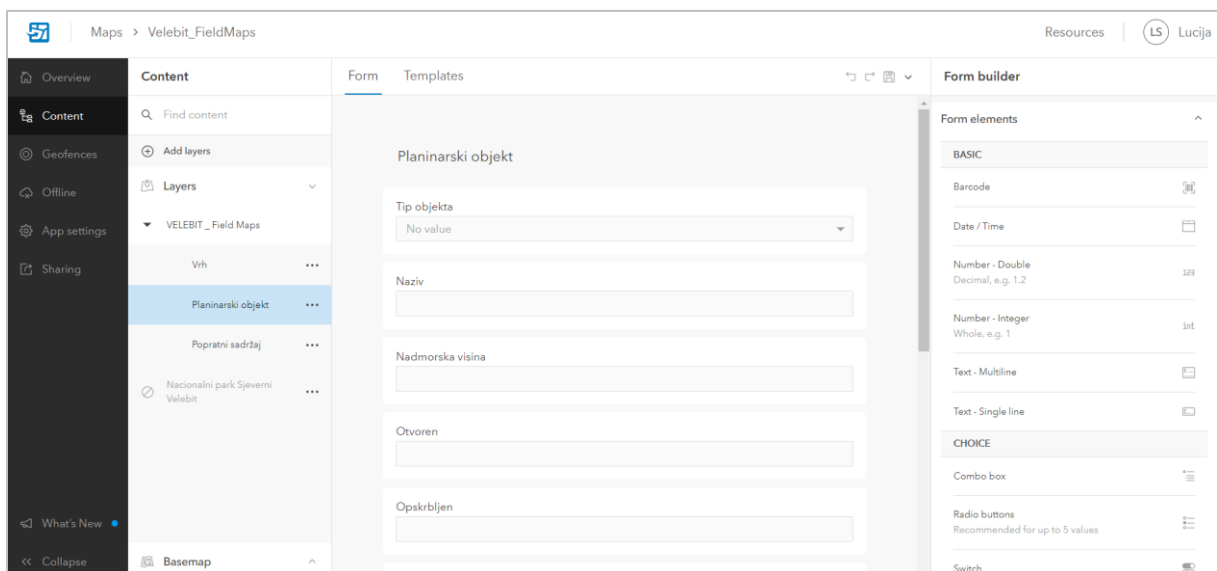 Maps > Velebit_FieldMaps
Resources
LS
Lucija
Overview
Content
Geofences
Offline
App settings
Sharing
What's New
<< Collapse
Content
Find content
Add layers
Layers
VELEBIT _ Field Maps
Vrh
Planinarski objekt
Popratni sadržaj
Nacionalni park Sjeverni
Velebit
Basemap
Form
Templates
Planinarski objekt
Tip objekta
No value
Naziv
Nadmorska visina
Otvoren
Opskrbljen
Form builder
Form elements
BASIC
Barcode
Date / Time
Number - Double
Decimal, e.g. 1.2
123
Number - Integer
Whole, e.g. 1
int
Text - Multiline
Text - Single line
CHOICE
Combo box
Radio buttons
Recommended for up to 5 values
Switch